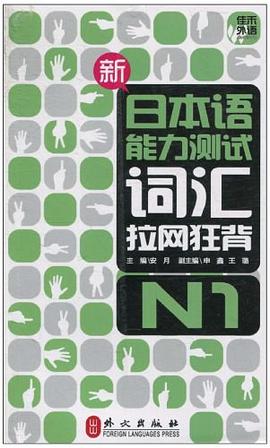 佳禾
外语
新
日本语
能力测试
词汇
拉网狂背
主编/安月 副主编/申鑫 王璐
N1
外文出版社
FOREIGN LANGUAGES PRESS